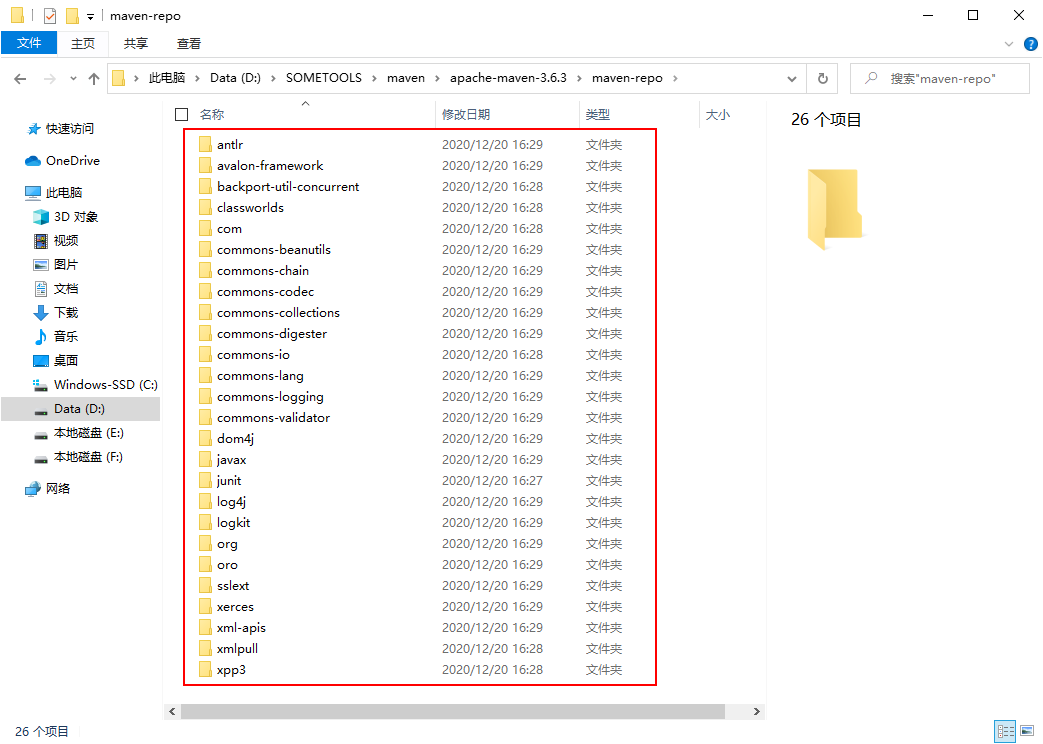 maven-repo
文件 主页 共享 查看
此电脑 Data (D:) SOMETOOLS maven apache-maven-3.6.3 maven-repo 搜索"maven-repo"
快速访问
OneDrive
此电脑
3D 对象
视频
图片
文档
下载
音乐
桌面
Windows-SSD (C:)
Data (D:)
本地磁盘 (E:)
本地磁盘 (F:)
网络
名称 修改日期 类型 大小
antlr 2020/12/20 16:29 文件夹
avalon-framework 2020/12/20 16:29 文件夹
backport-util-concurrent 2020/12/20 16:28 文件夹
classworlds 2020/12/20 16:28 文件夹
com 2020/12/20 16:28 文件夹
commons-beanutils 2020/12/20 16:29 文件夹
commons-chain 2020/12/20 16:29 文件夹
commons-codec 2020/12/20 16:29 文件夹
commons-collections 2020/12/20 16:29 文件夹
commons-digester 2020/12/20 16:29 文件夹
commons-io 2020/12/20 16:28 文件夹
commons-lang 2020/12/20 16:29 文件夹
commons-logging 2020/12/20 16:29 文件夹
commons-validator 2020/12/20 16:29 文件夹
dom4j 2020/12/20 16:29 文件夹
javax 2020/12/20 16:29 文件夹
junit 2020/12/20 16:27 文件夹
log4j 2020/12/20 16:29 文件夹
logkit 2020/12/20 16:29 文件夹
org 2020/12/20 16:29 文件夹
oro 2020/12/20 16:29 文件夹
sslext 2020/12/20 16:29 文件夹
xerces 2020/12/20 16:29 文件夹
xml-apis 2020/12/20 16:29 文件夹
xmlpull 2020/12/20 16:28 文件夹
xpp3 2020/12/20 16:28 文件夹
26 个项目
26 个项目